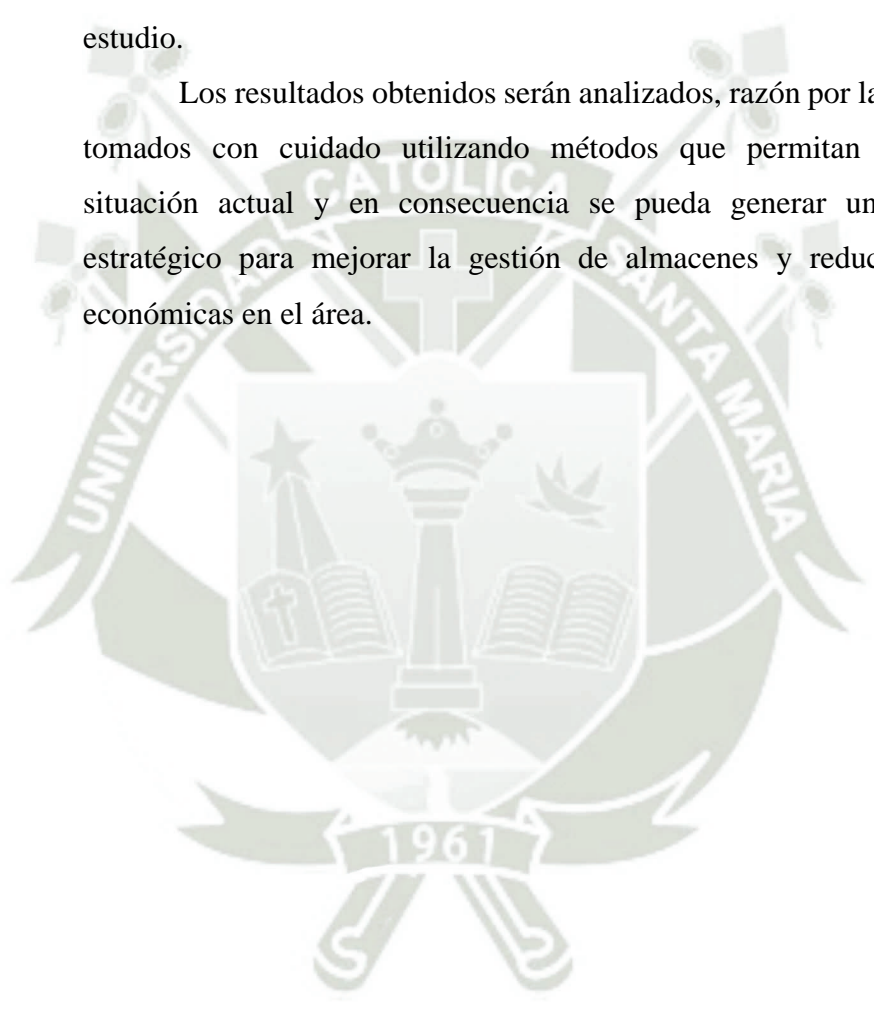 estudio.
Los resultados obtenidos serán analizados, razón por la
tomados con cuidado utilizando métodos que permitan
situación actual y en consecuencia se pueda generar un
estratégico para mejorar la gestión de almacenes y reduc
económicas en el área.
UNIVERSIDAD CATOLICA SANTA MARIA
1961